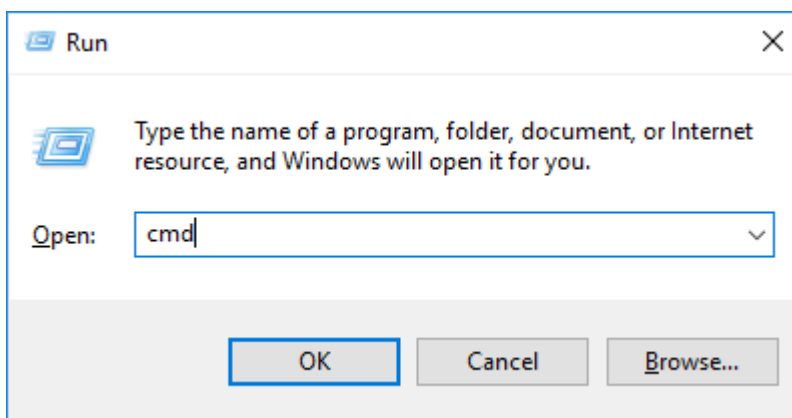 Run
Type the name of a program, folder, document, or Internet
resource, and Windows will open it for you.
Open: cmd
OK Cancel Browse...